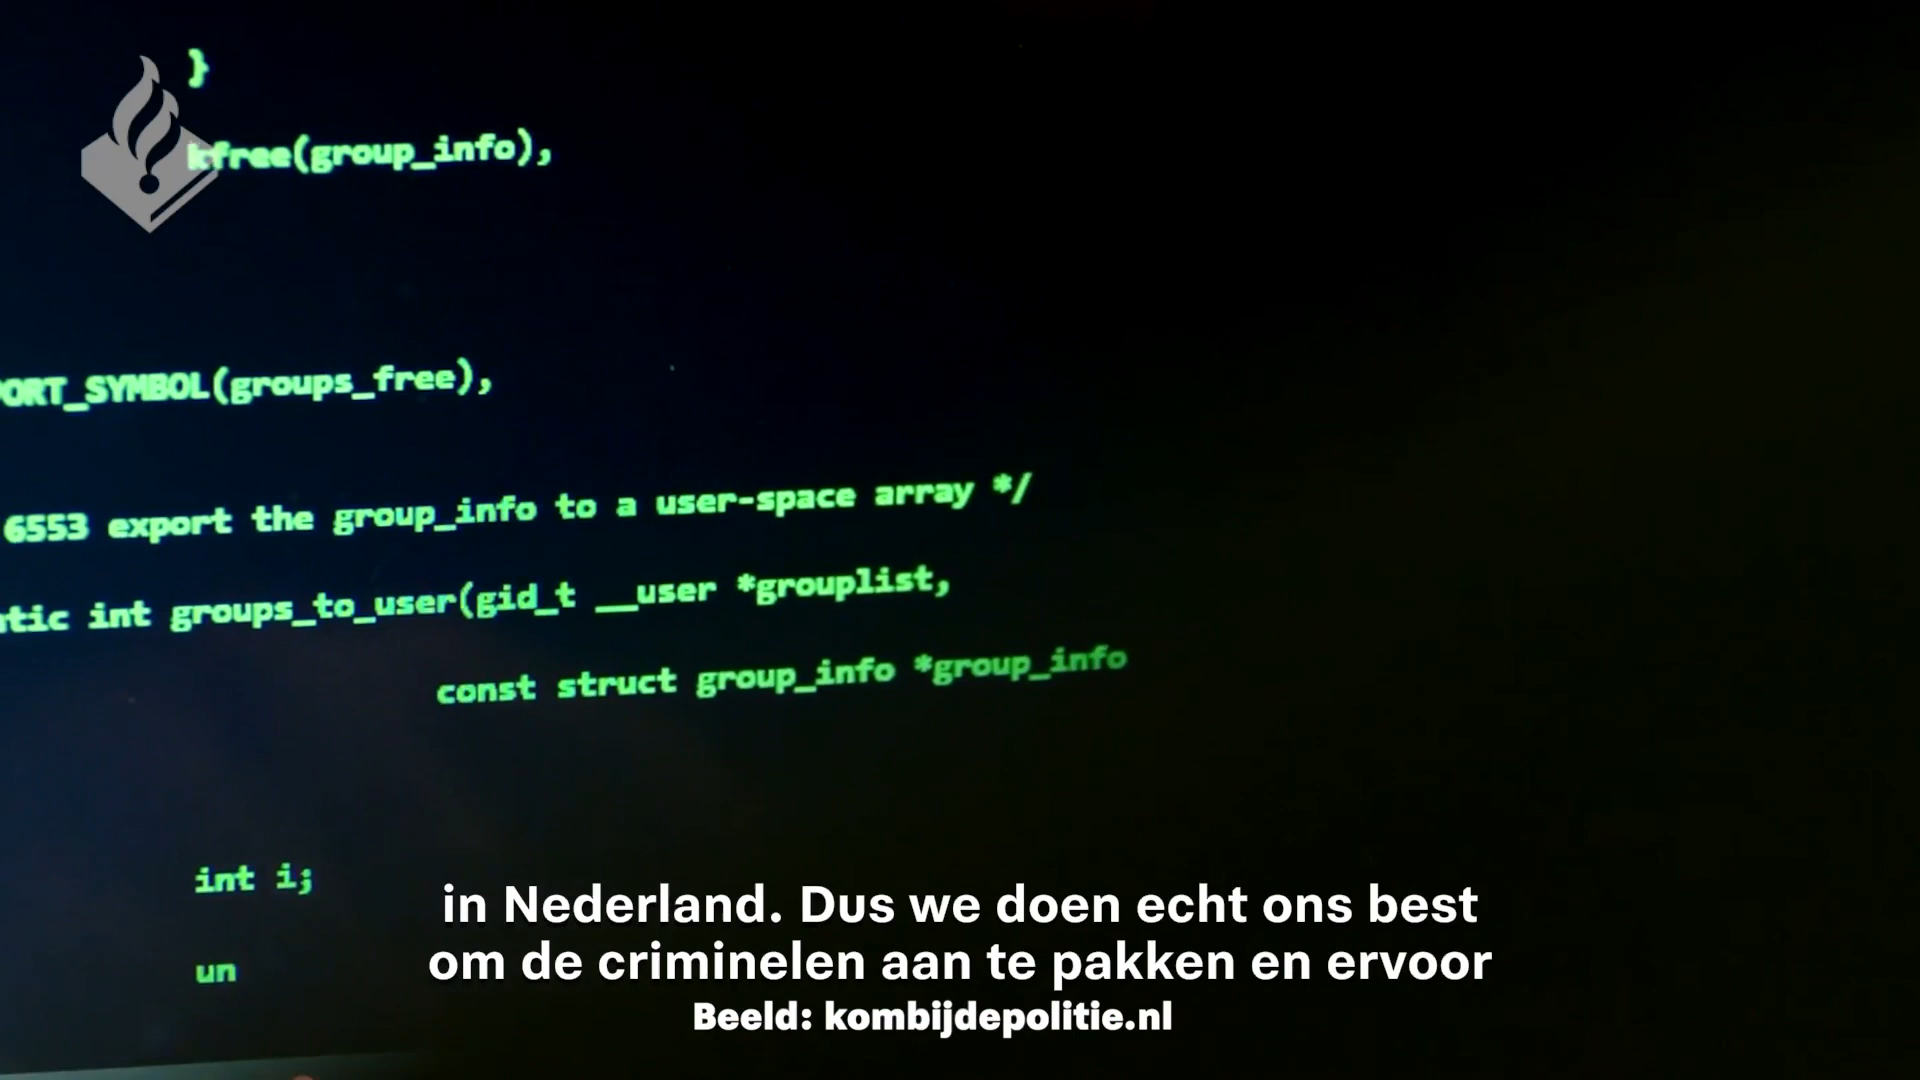 }
kfree(group_info),
PORT_SYMBOL(groups_free),
6553 export the group_info to a user-space array */
atic int groups_to_user(gid_t __user *grouplist,
const struct group_info *group_info
int i;
un
in Nederland. Dus we doen echt ons best
om de criminelen aan te pakken en ervoor
Beeld: kombijdepolitie.nl